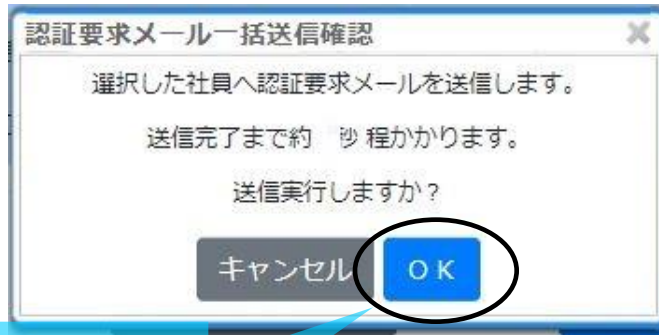 認証要求メール一括送信確認
選択した社員へ認証要求メールを送信します。
送信完了まで約 秒 程かかります。
送信実行しますか？
キャンセル OK